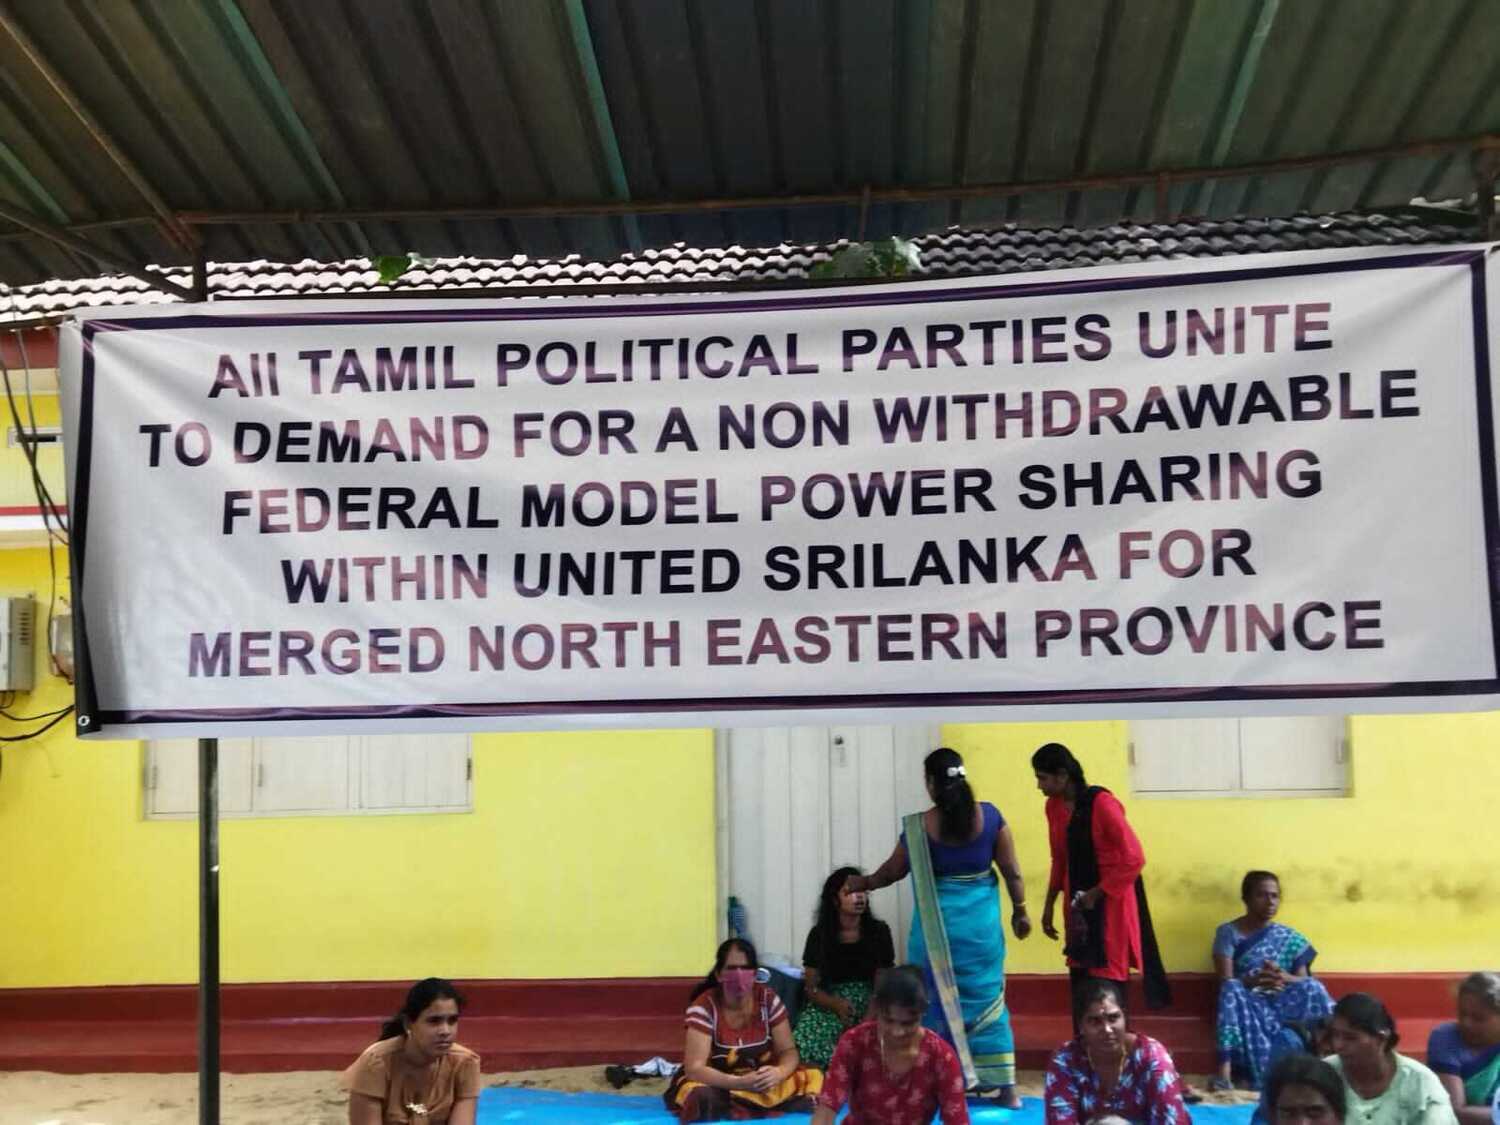 All TAMIL POLITICAL PARTIES UNITE
TO DEMAND FOR A NON WITHDRAWABLE
FEDERAL MODEL POWER SHARING
WITHIN UNITED SRILANKA FOR
MERGED NORTH EASTERN PROVINCE